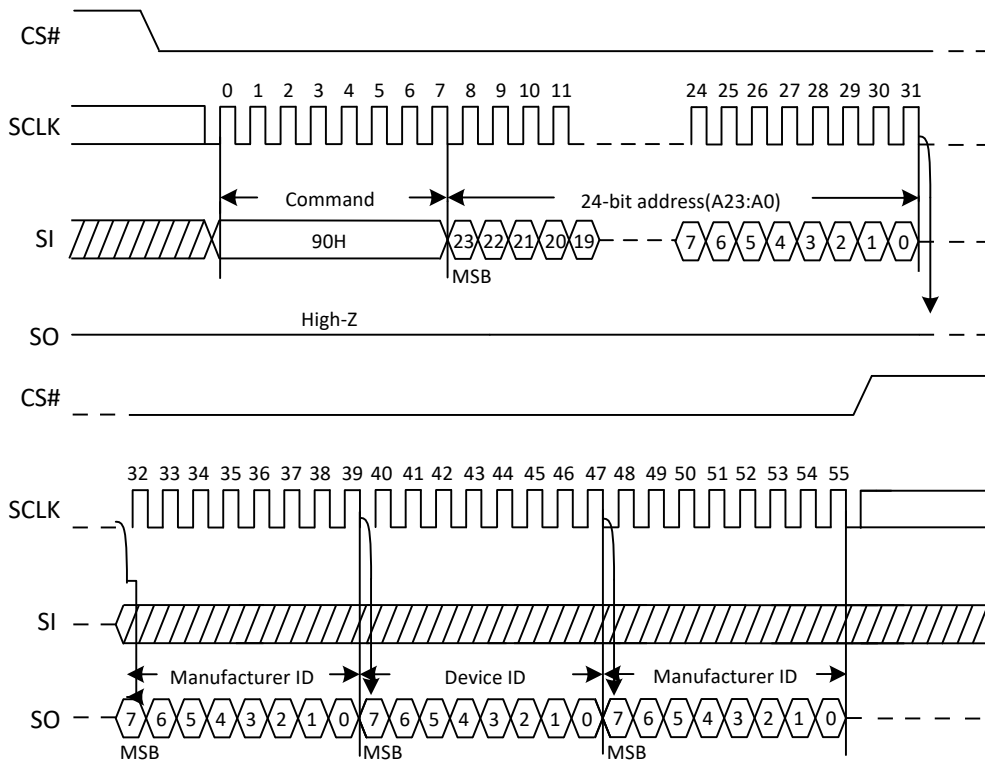 CS#
0 1 2 3 4 5 6 7 8 9 10 11 24 25 26 27 28 29 30 31
SCLK
Command 24-bit address(A23:A0)
SI 90H 23 22 21 20 19 7 6 5 4 3 2 1 0
MSB
High-Z
SO
CS#
32 33 34 35 36 37 38 39 40 41 42 43 44 45 46 47 48 49 50 51 52 53 54 55
SCLK
SI
Manufacturer ID Device ID Manufacturer ID
SO 7 6 5 4 3 2 1 0 7 6 5 4 3 2 1 0 7 6 5 4 3 2 1 0
MSB MSB MSB